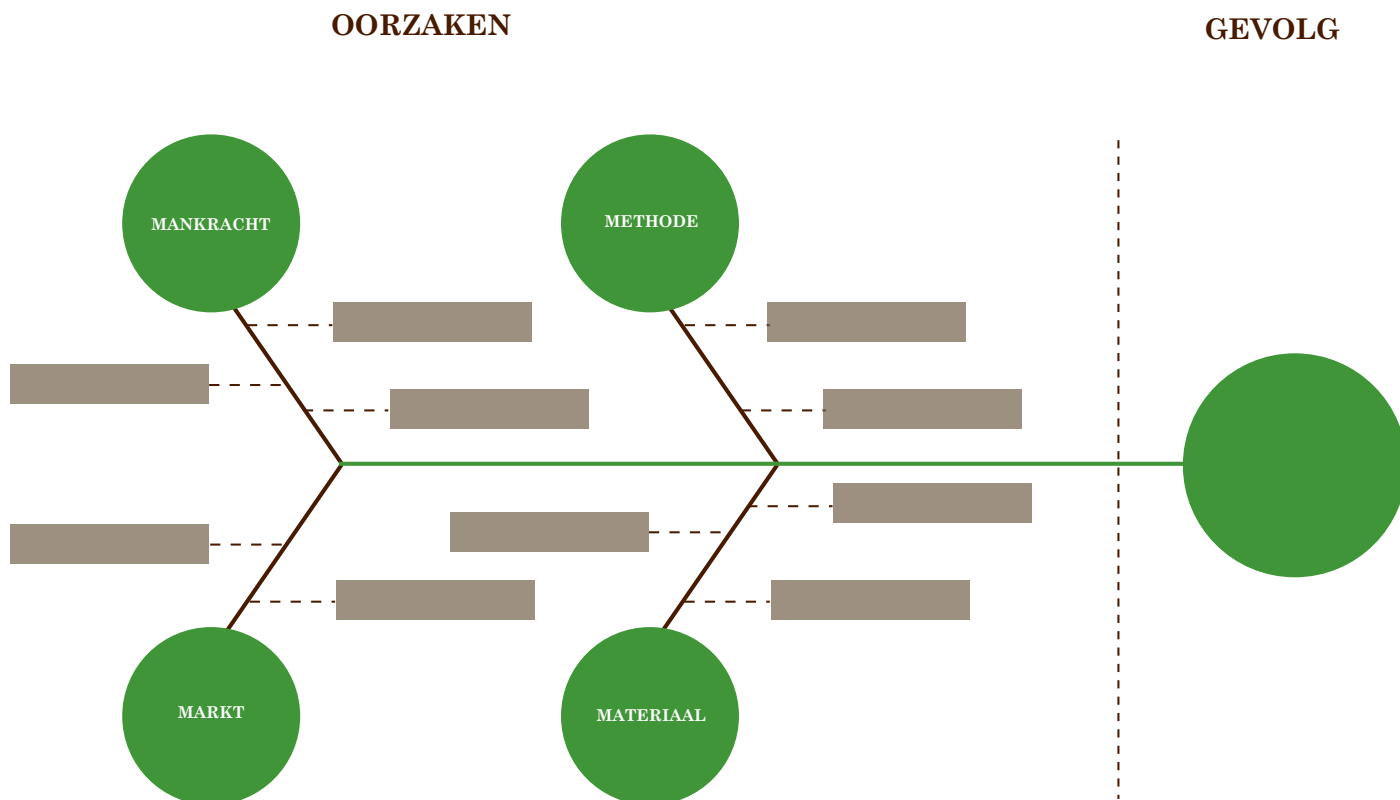 OORZAKEN
GEVOLG
MANKRACHT
METHODE
MARKT
MATERIAAL